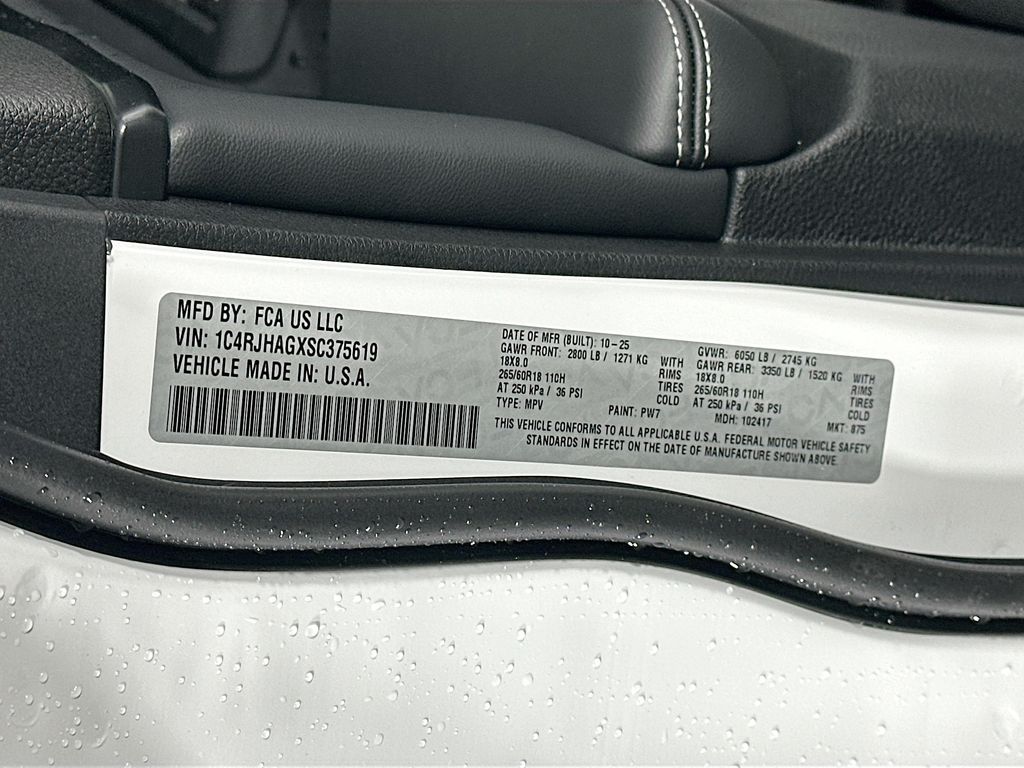 MFD BY: FCA US LLC
VIN: 1C4RJHAGXSC375619
VEHICLE MADE IN: U.S.A.
DATE OF MFR (BUILT): 10-25
GAWR FRONT: 2800 LB / 1271 KG WITH
18X8.0 RIMS
265/60R18 110H TIRES
AT 250 kPa / 36 PSI COLD
TYPE: MPV PAINT: PW7
GVWR: 6050 LB / 2745 KG
GAWR REAR: 3350 LB / 1520 KG WITH
18X8.0 RIMS
265/60R18 110H TIRES
AT 250 kPa / 36 PSI COLD
MDH: 102417 MKT: 875
THIS VEHICLE CONFORMS TO ALL APPLICABLE U.S.A. FEDERAL MOTOR VEHICLE SAFETY
STANDARDS IN EFFECT ON THE DATE OF MANUFACTURE SHOWN ABOVE.